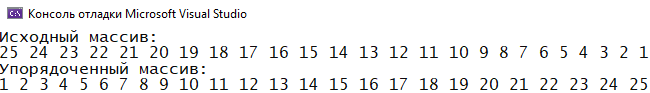 Консоль отладки Microsoft Visual Studio
Исходный массив:
25 24 23 22 21 20 19 18 17 16 15 14 13 12 11 10 9 8 7 6 5 4 3 2 1
Упорядоченный массив:
1 2 3 4 5 6 7 8 9 10 11 12 13 14 15 16 17 18 19 20 21 22 23 24 25